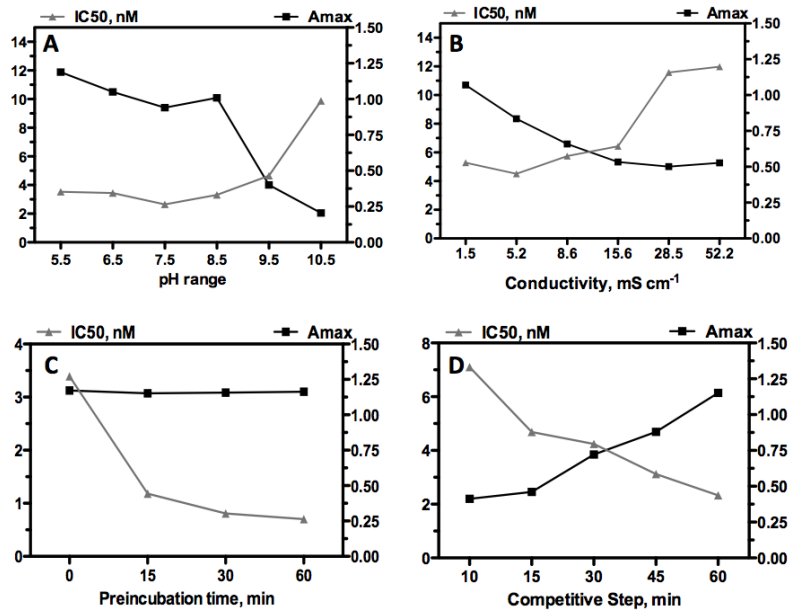 IC50, nM Amax
A
14 12 10 8 6 4 2 0
1.50 1.25 1.00 0.75 0.50 0.25 0.00
5.5 6.5 7.5 8.5 9.5 10.5
pH range
IC50, nM Amax
B
14 12 10 8 6 4 2 0
1.50 1.25 1.00 0.75 0.50 0.25 0.00
1.5 5.2 8.6 15.6 28.5 52.2
Conductivity, mS cm-1
IC50, nM Amax
C
4 3 2 1 0
1.50 1.25 1.00 0.75 0.50 0.25 0.00
0 15 30 60
Preincubation time, min
IC50, nM Amax
D
8 6 4 2 0
1.50 1.25 1.00 0.75 0.50 0.25 0.00
10 15 30 45 60
Competitive Step, min